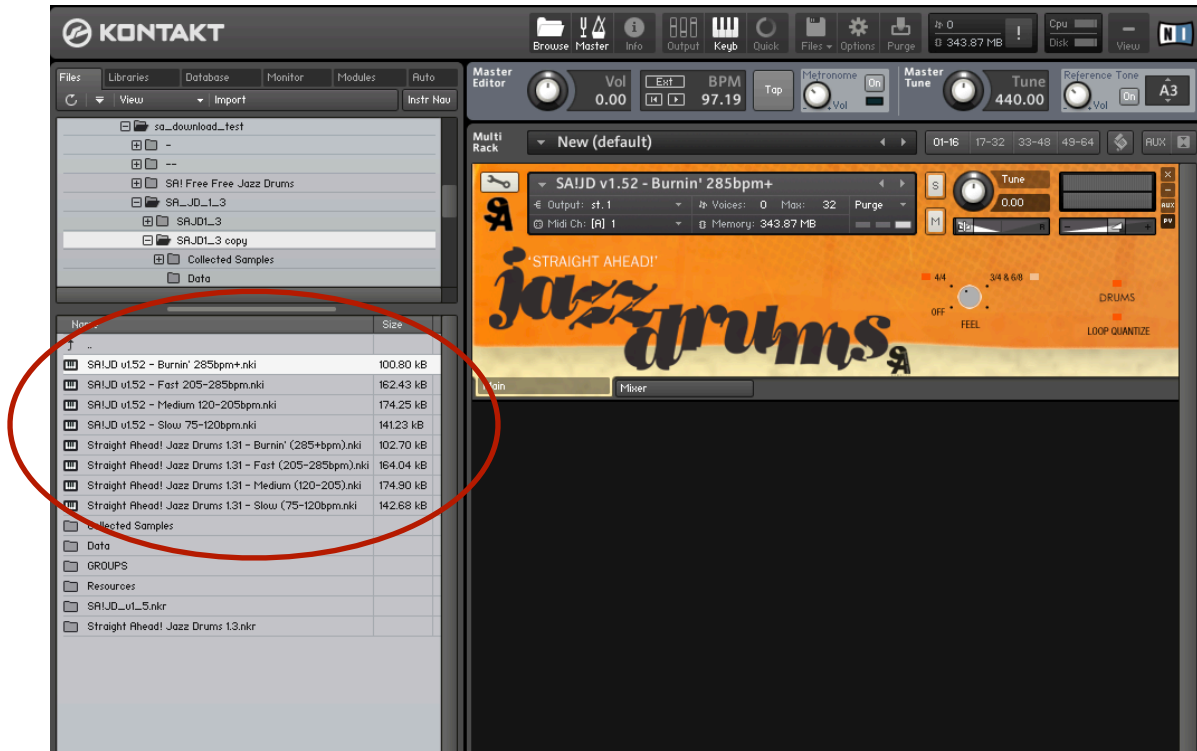 KONTAKT
Browse Master Info Output Keyb Quick Files Options Purge
0
343.87 MB
!
Cpu
Disk
View
NI
Files Libraries Database Monitor Modules Auto
View Import Instr Nav
sa_download_test
-
--
SA! Free Free Jazz Drums
SA_JD_1_3
SAJD1_3
SAJD1_3 copy
Collected Samples
Data
Name Size
..
SA!JD v1.52 - Burnin' 285bpm+.nki 100.80 kB
SA!JD v1.52 - Fast 205-285bpm.nki 162.43 kB
SA!JD v1.52 - Medium 120-205bpm.nki 174.25 kB
SA!JD v1.52 - Slow 75-120bpm.nki 141.23 kB
Straight Ahead! Jazz Drums 1.31 - Burnin' (285+bpm).nki 102.70 kB
Straight Ahead! Jazz Drums 1.31 - Fast (205-285bpm).nki 164.04 kB
Straight Ahead! Jazz Drums 1.31 - Medium (120-205).nki 174.90 kB
Straight Ahead! Jazz Drums 1.31 - Slow (75-120bpm.nki 142.68 kB
Collected Samples
Data
GROUPS
Resources
SA!JD_v1_5.nkr
Straight Ahead! Jazz Drums 1.3.nkr
Master Editor
Vol 0.00
Ext BPM 97.19
Tap
Metronome On Vol
Master Tune
Tune 440.00
Reference Tone On Vol A3
Multi Rack
New (default) 01-16 17-32 33-48 49-64 AUX
SA!JD v1.52 - Burnin' 285bpm+
Output: st. 1 Voices: 0 Max: 32 Purge
Midi Ch: [A] 1 Memory: 343.87 MB
S
M
Tune
0.00
L R
- +
×
-
AUX
PV
SA
'STRAIGHT AHEAD!'
jazz drums
SA
4/4 3/4 & 6/8
OFF
FEEL
DRUMS
LOOP QUANTIZE
Main Mixer